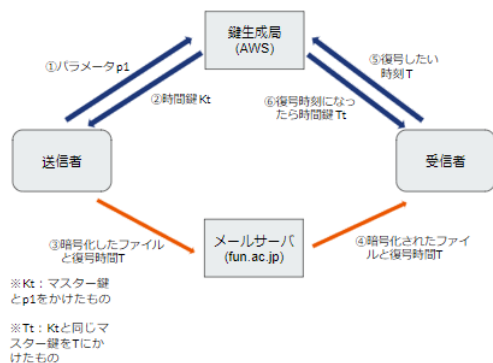 鍵生成局
(AWS)
①パラメータp1
②時間鍵Kt
⑤復号したい
時刻T
⑥復号時刻になっ
たら時間鍵Tt
送信者
受信者
③暗号化したファイル
と復号時間T
メールサーバ
(fun.ac.jp)
④暗号化されたファイ
ルと復号時間T
※Kt：マスター鍵
とp1をかけたもの
※Tt：Ktと同じマ
スター鍵をTにか
けたもの